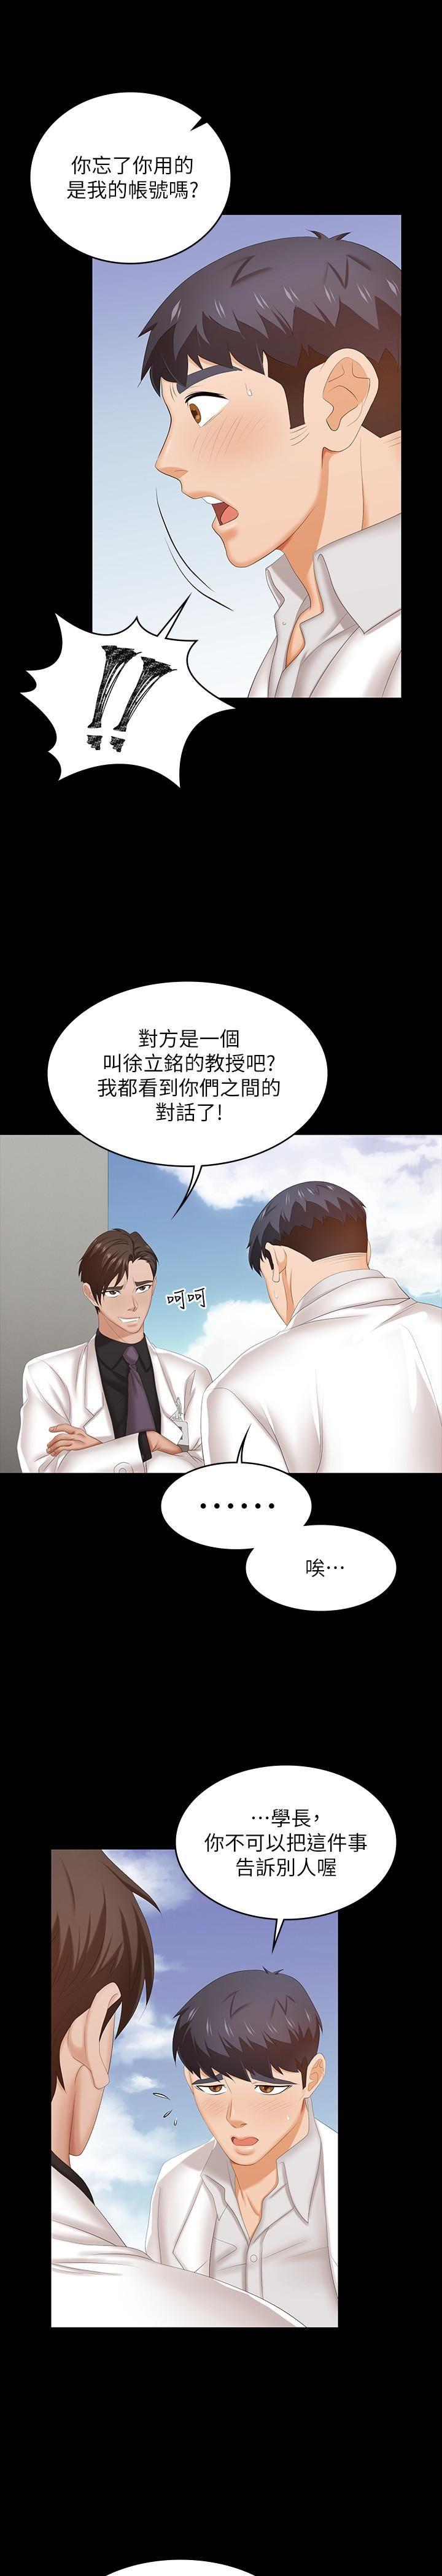 你忘了你用的
是我的帳號嗎?
!!
對方是一個
叫徐立銘的教授吧?
我都看到你們之間的
對話了!
呵呵
······
唉…
…學長，
你不可以把這件事
告訴別人喔